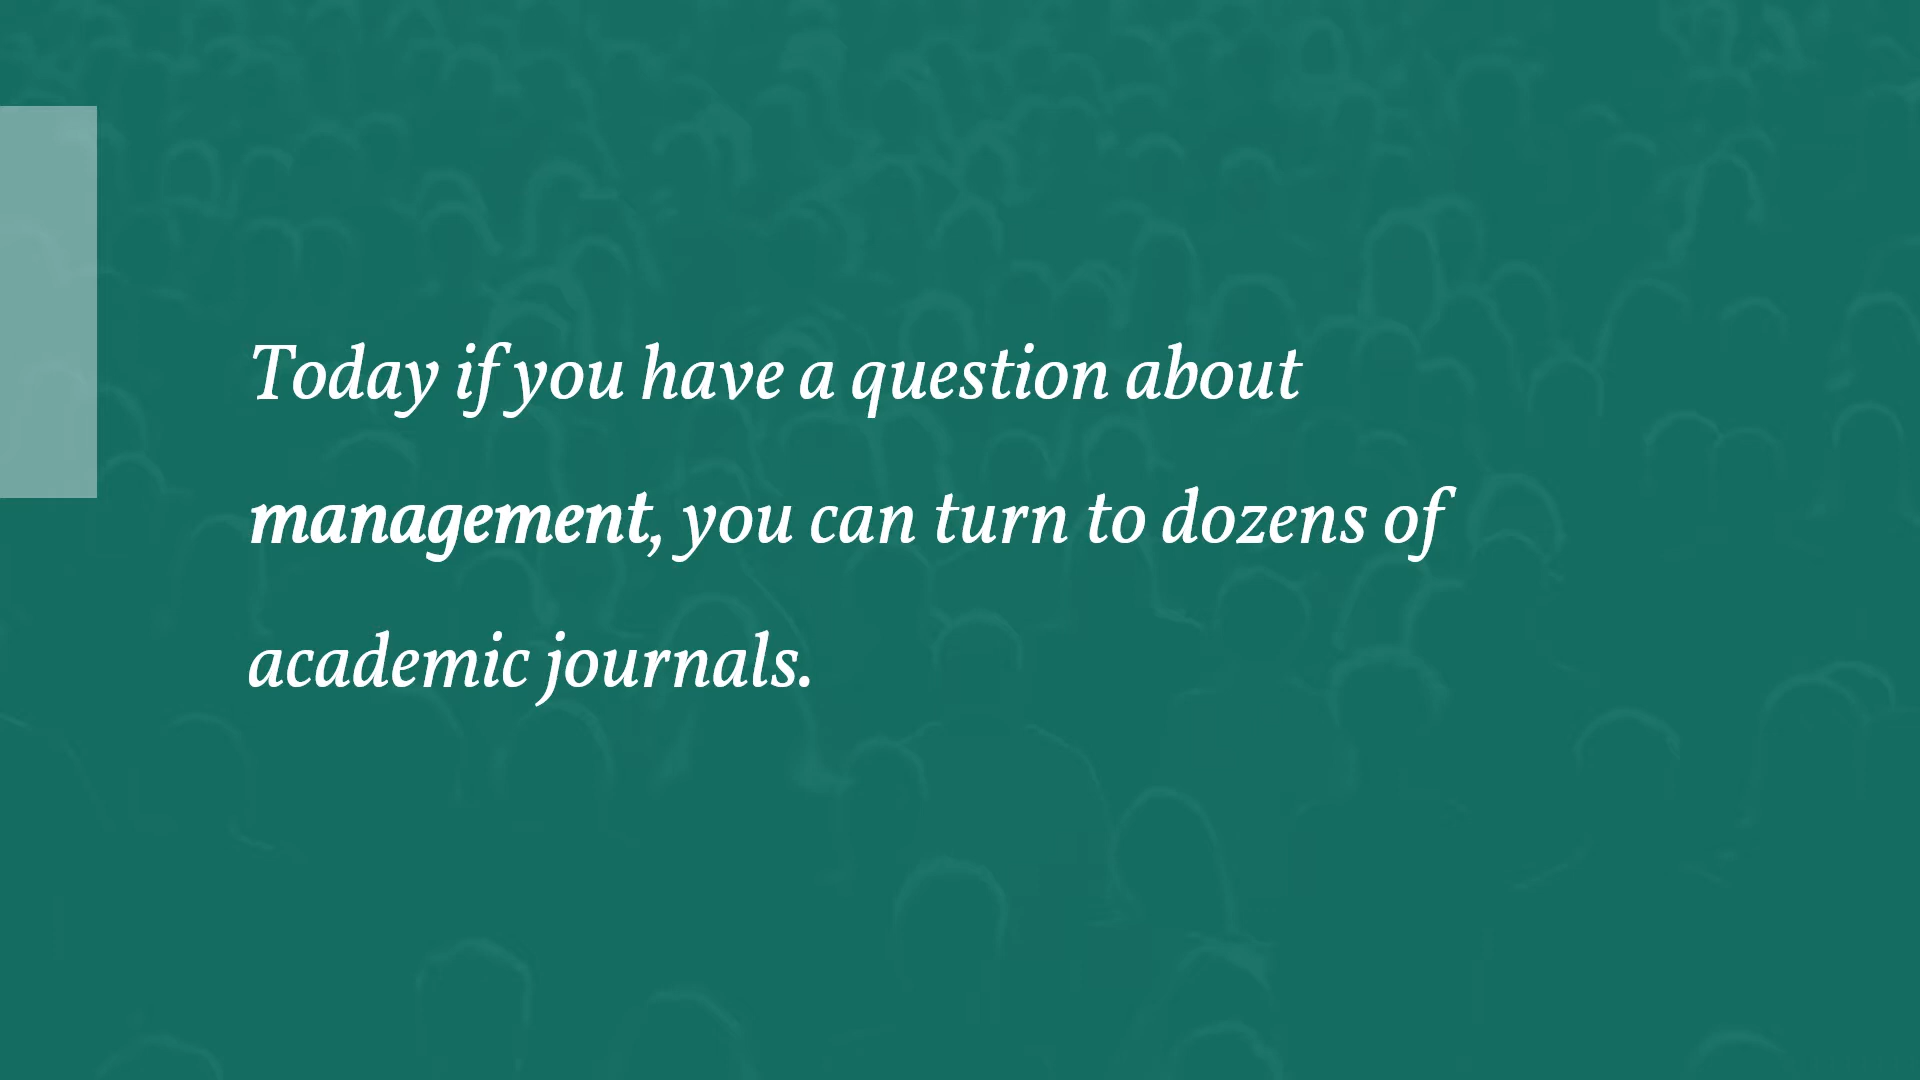 Today if you have a question about
management, you can turn to dozens of
academic journals.